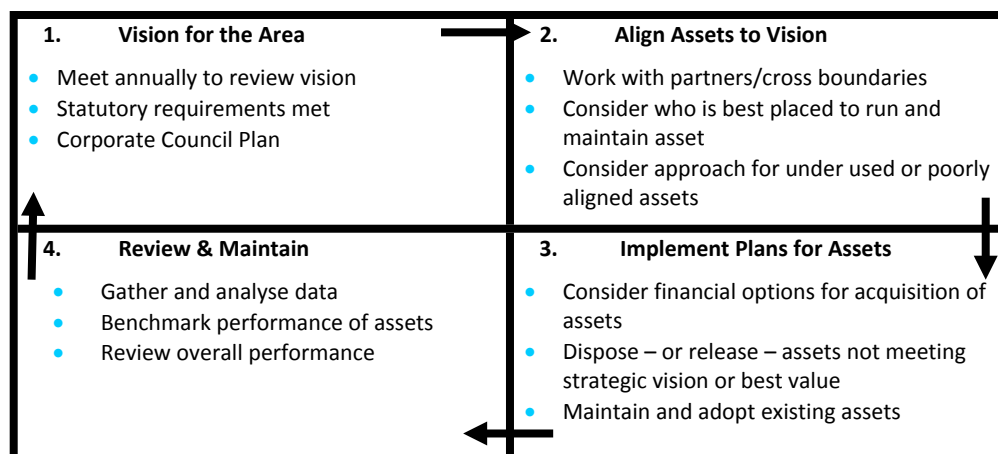 1. Vision for the Area
• Meet annually to review vision
• Statutory requirements met
• Corporate Council Plan
2. Align Assets to Vision
• Work with partners/cross boundaries
• Consider who is best placed to run and
maintain asset
• Consider approach for under used or poorly
aligned assets
3. Implement Plans for Assets
• Consider financial options for acquisition of
assets
• Dispose – or release – assets not meeting
strategic vision or best value
• Maintain and adopt existing assets
4. Review & Maintain
• Gather and analyse data
• Benchmark performance of assets
• Review overall performance